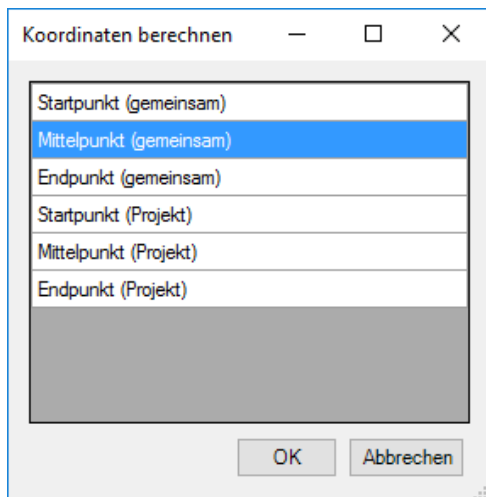 Koordinaten berechnen
Startpunkt (gemeinsam)
Mittelpunkt (gemeinsam)
Endpunkt (gemeinsam)
Startpunkt (Projekt)
Mittelpunkt (Projekt)
Endpunkt (Projekt)
OK Abbrechen